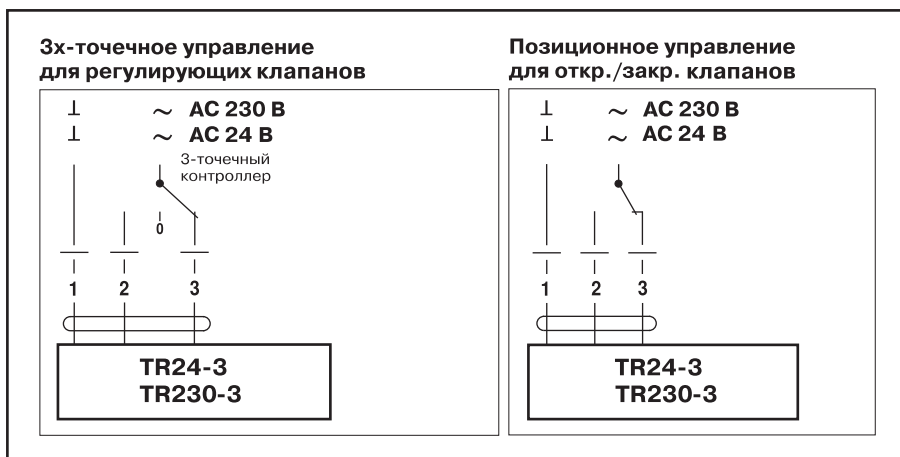 3х-точечное управление
для регулирующих клапанов
⊥ ~ AC 230 В
⊥ ~ AC 24 В
3-точечный
контроллер
0
1 2 3
TR24-3
TR230-3
Позиционное управление
для откр./закр. клапанов
⊥ ~ AC 230 В
⊥ ~ AC 24 В
1 2 3
TR24-3
TR230-3